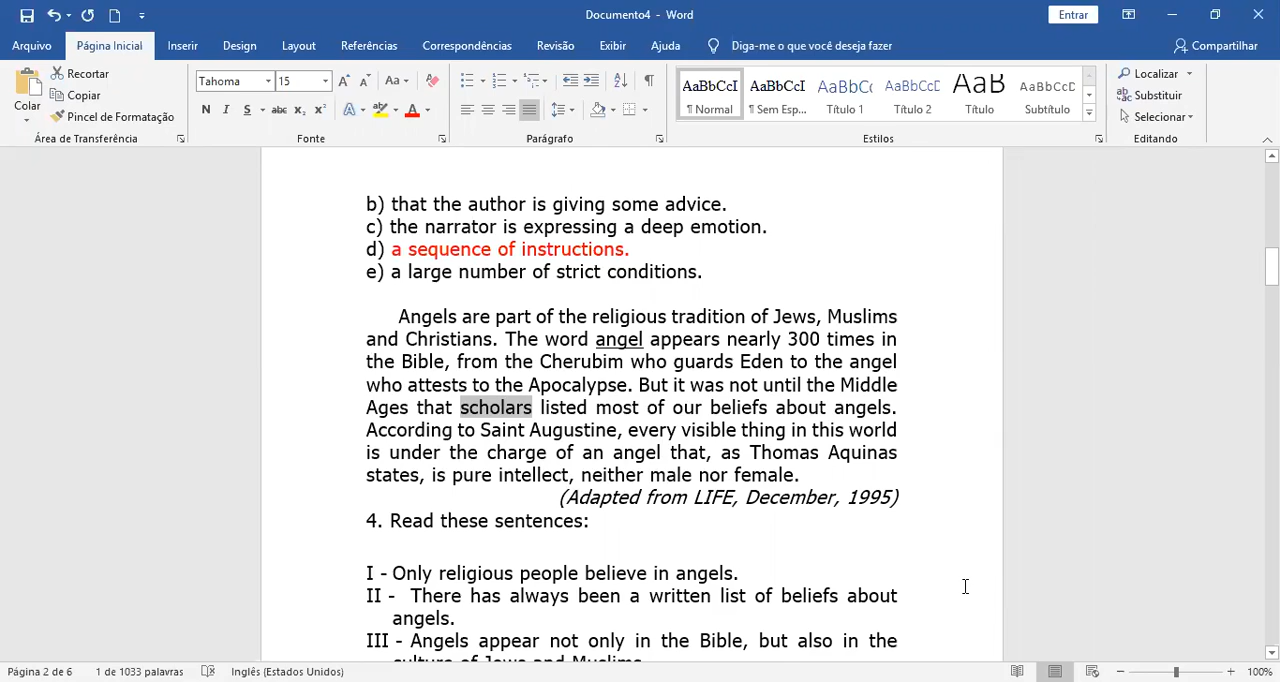 Documento4 - Word
Entrar
Arquivo
Página Inicial
Inserir
Design
Layout
Referências
Correspondências
Revisão
Exibir
Ajuda
Diga-me o que você deseja fazer
Compartilhar
Colar
Recortar
Copiar
Pincel de Formatação
Área de Transferência
Tahoma
15
Aa
N I S abc x₂ x²
Fonte
Parágrafo
AaBbCcI
¶ Normal
AaBbCcI
¶ Sem Esp...
AaBbCc
Título 1
AaBbCcD
Título 2
AaB
Título
AaBbCcD
Subtítulo
Estilos
Localizar
Substituir
Selecionar
Editando
b) that the author is giving some advice.
c) the narrator is expressing a deep emotion.
d) a sequence of instructions.
e) a large number of strict conditions.
Angels are part of the religious tradition of Jews, Muslims
and Christians. The word angel appears nearly 300 times in
the Bible, from the Cherubim who guards Eden to the angel
who attests to the Apocalypse. But it was not until the Middle
Ages that scholars listed most of our beliefs about angels.
According to Saint Augustine, every visible thing in this world
is under the charge of an angel that, as Thomas Aquinas
states, is pure intellect, neither male nor female.
(Adapted from LIFE, December, 1995)
4. Read these sentences:
I - Only religious people believe in angels.
II - There has always been a written list of beliefs about
angels.
III - Angels appear not only in the Bible, but also in the
culture of Jews and Muslims.
Página 2 de 6
1 de 1033 palavras
Inglês (Estados Unidos)
100%